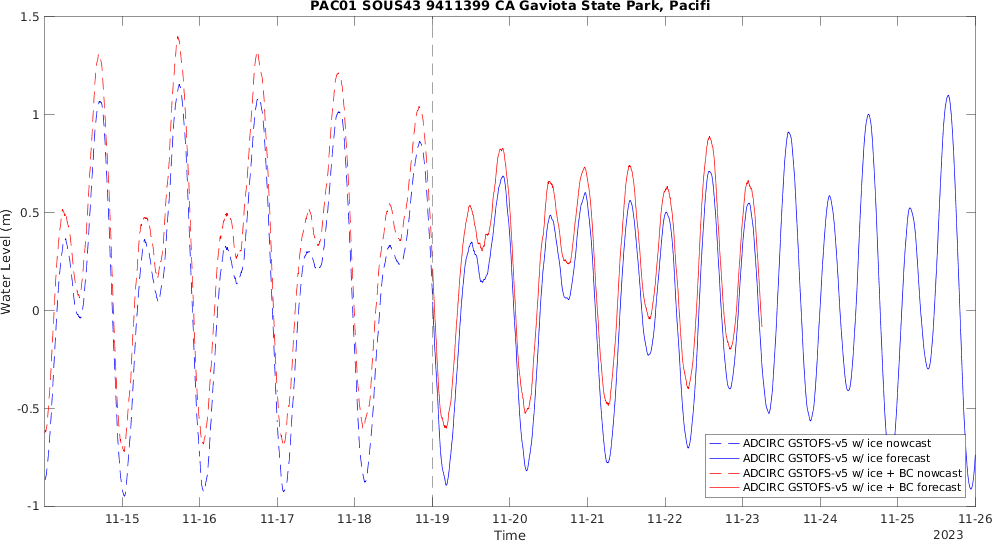 PAC01 SOUS43 9411399 CA Gaviota State Park, Pacifi
1.5
1
0.5
0
-0.5
-1
Water Level (m)
ADCIRC GSTOFS-v5 w/ ice nowcast
ADCIRC GSTOFS-v5 w/ ice forecast
ADCIRC GSTOFS-v5 w/ ice + BC nowcast
ADCIRC GSTOFS-v5 w/ ice + BC forecast
11-15 11-16 11-17 11-18 11-19 11-20 11-21 11-22 11-23 11-24 11-25 11-26
Time
2023